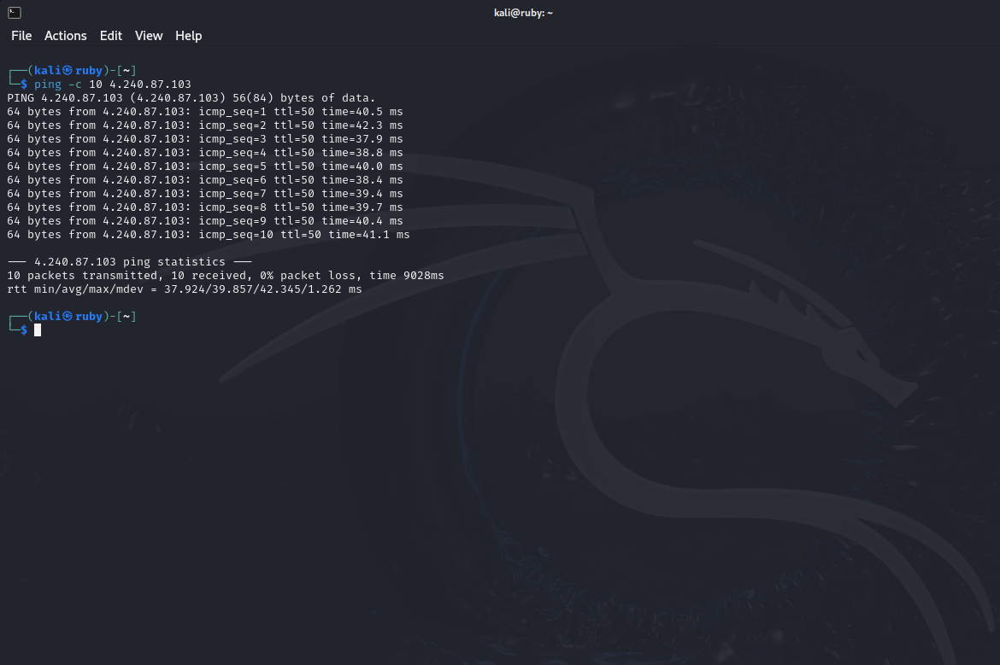 kali@ruby: ~
File Actions Edit View Help
┌──(kali㉿ruby)-[~]
└─$ ping -c 10 4.240.87.103
PING 4.240.87.103 (4.240.87.103) 56(84) bytes of data.
64 bytes from 4.240.87.103: icmp_seq=1 ttl=50 time=40.5 ms
64 bytes from 4.240.87.103: icmp_seq=2 ttl=50 time=42.3 ms
64 bytes from 4.240.87.103: icmp_seq=3 ttl=50 time=37.9 ms
64 bytes from 4.240.87.103: icmp_seq=4 ttl=50 time=38.8 ms
64 bytes from 4.240.87.103: icmp_seq=5 ttl=50 time=40.0 ms
64 bytes from 4.240.87.103: icmp_seq=6 ttl=50 time=38.4 ms
64 bytes from 4.240.87.103: icmp_seq=7 ttl=50 time=39.4 ms
64 bytes from 4.240.87.103: icmp_seq=8 ttl=50 time=39.7 ms
64 bytes from 4.240.87.103: icmp_seq=9 ttl=50 time=40.4 ms
64 bytes from 4.240.87.103: icmp_seq=10 ttl=50 time=41.1 ms
--- 4.240.87.103 ping statistics ---
10 packets transmitted, 10 received, 0% packet loss, time 9028ms
rtt min/avg/max/mdev = 37.924/39.857/42.345/1.262 ms
┌──(kali㉿ruby)-[~]
└─$